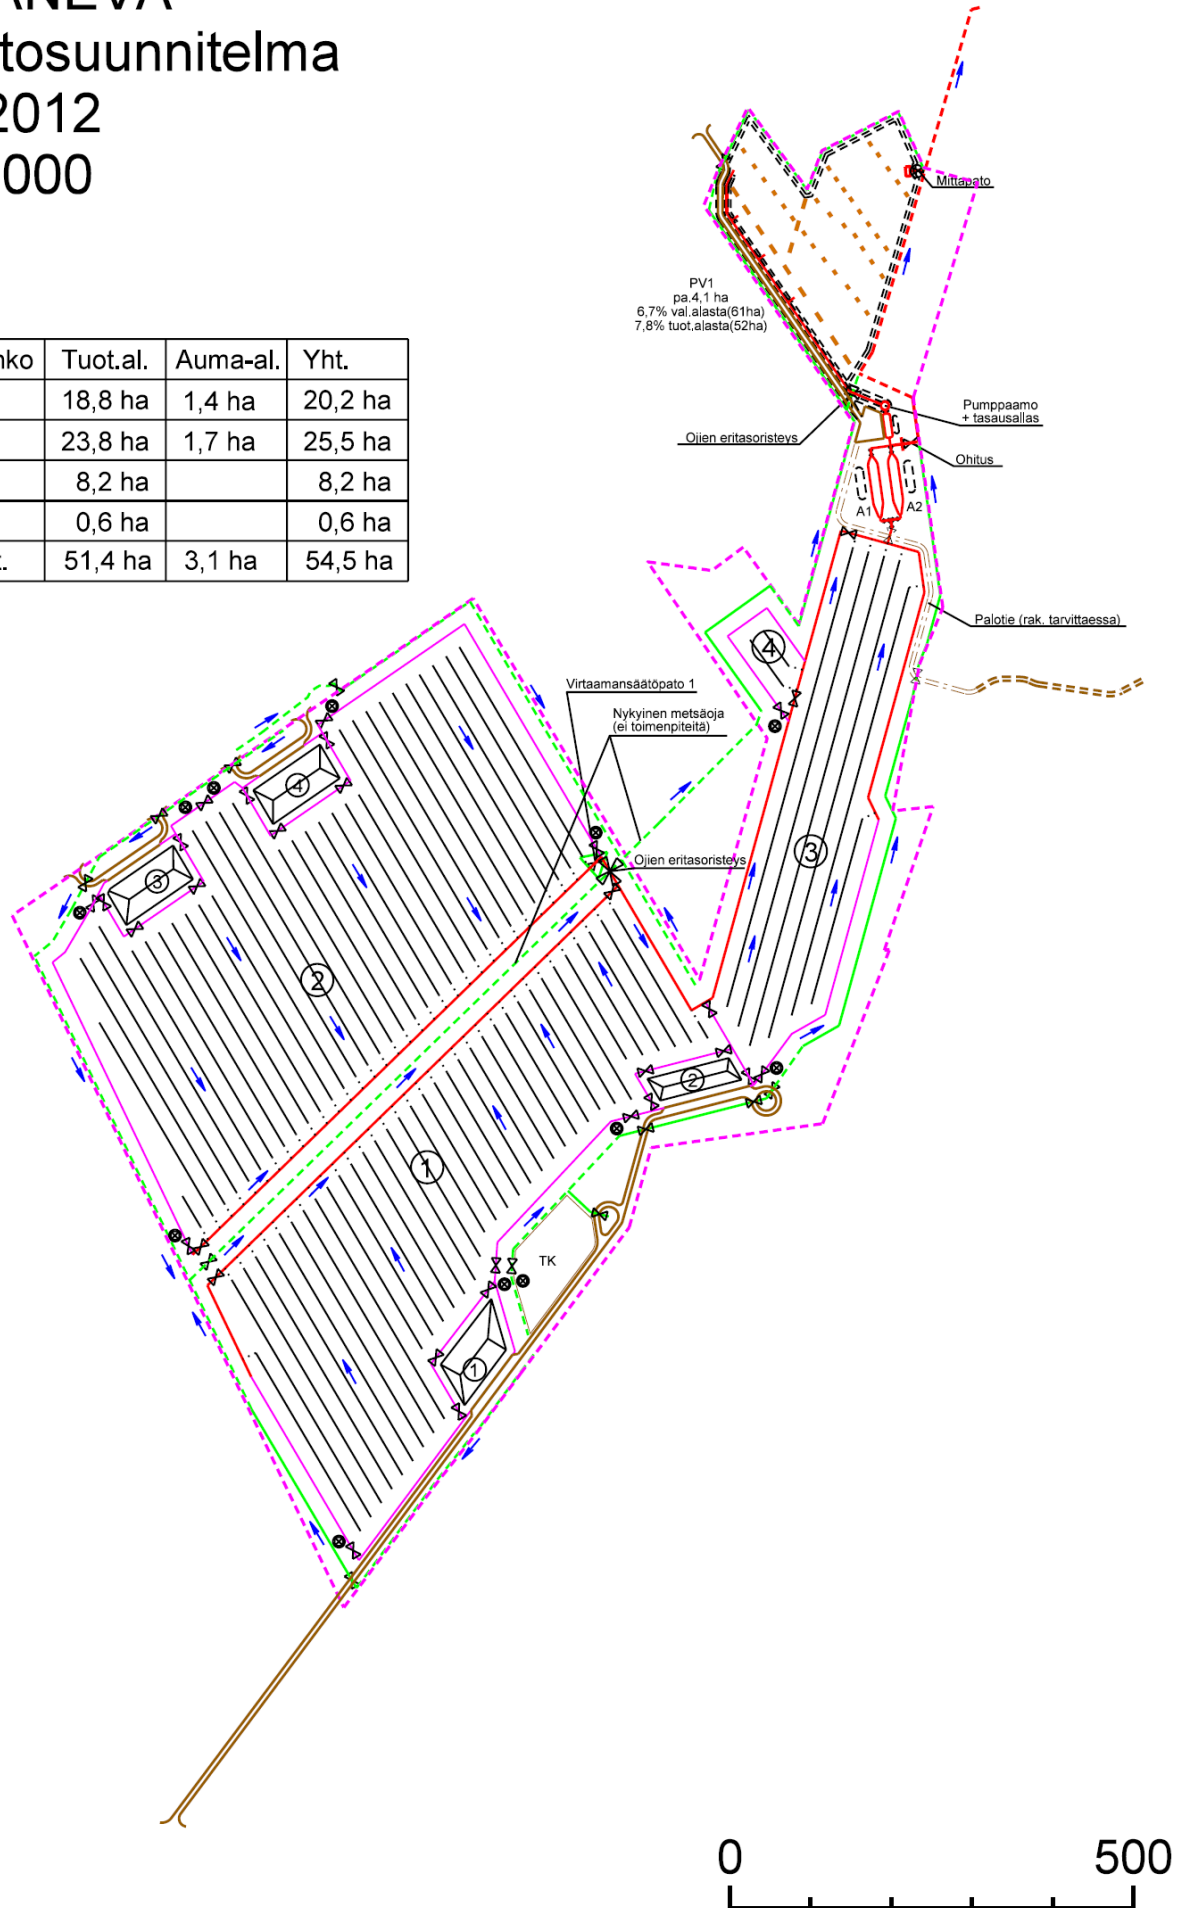 ANEVA
tosuunnitelma
2012
000
hko Tuot.al. Auma-al. Yht.
18,8 ha 1,4 ha 20,2 ha
23,8 ha 1,7 ha 25,5 ha
8,2 ha 8,2 ha
0,6 ha 0,6 ha
t. 51,4 ha 3,1 ha 54,5 ha
Mittapato
PV1
pa.4,1 ha
6,7% val.alasta(61ha)
7,8% tuot.alasta(52ha)
Pumppaamo
+ tasausallas
Ojien eritasoristeys
Ohitus
A1
A2
Palotie (rak. tarvittaessa)
4
Virtaamansäätöpato 1
Nykyinen metsäoja
(ei toimenpiteitä)
4
3
Ojien eritasoristeys
3
2
2
1
TK
1
0
500